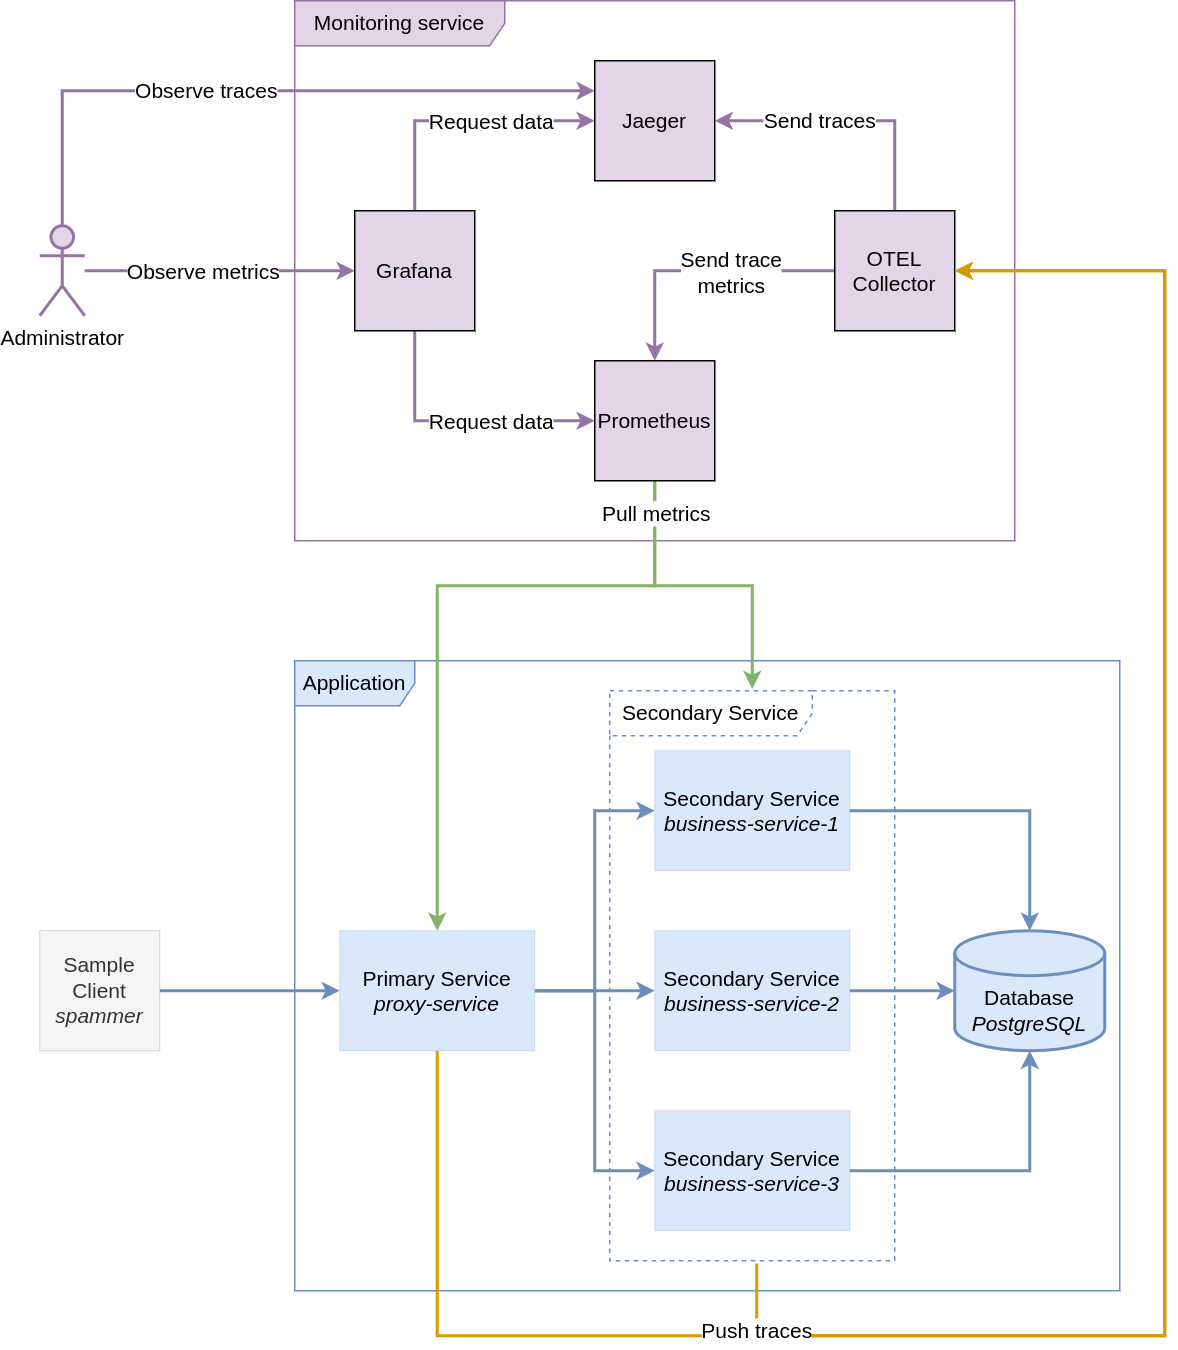 Monitoring service
Observe traces
Request data
Jaeger
Send traces
Observe metrics
Grafana
Send trace
metrics
OTEL
Collector
Administrator
Request data
Prometheus
Pull metrics
Application
Secondary Service
Secondary Service
business-service-1
Sample
Client
spammer
Primary Service
proxy-service
Secondary Service
business-service-2
Database
PostgreSQL
Secondary Service
business-service-3
Push traces